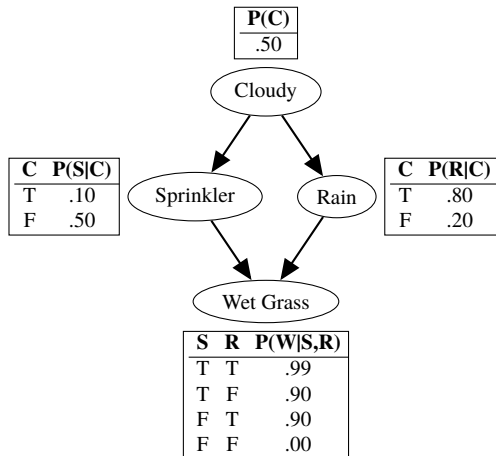 P(C)
.50
Cloudy
C P(S|C)
T .10
F .50
Sprinkler
Rain
C P(R|C)
T .80
F .20
Wet Grass
S R P(W|S,R)
T T .99
T F .90
F T .90
F F .00